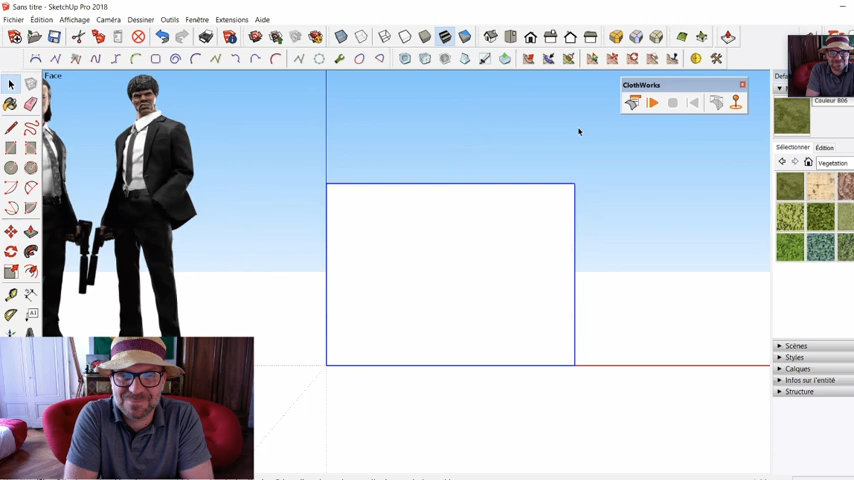 Sans titre - SketchUp Pro 2018
Fichier Édition Affichage Caméra Dessiner Outils Fenêtre Extensions Aide
Face
ClothWorks
Couleur B06
Sélectionner Édition
Vegetation
Scènes
Styles
Calques
Infos sur l'entité
Structure